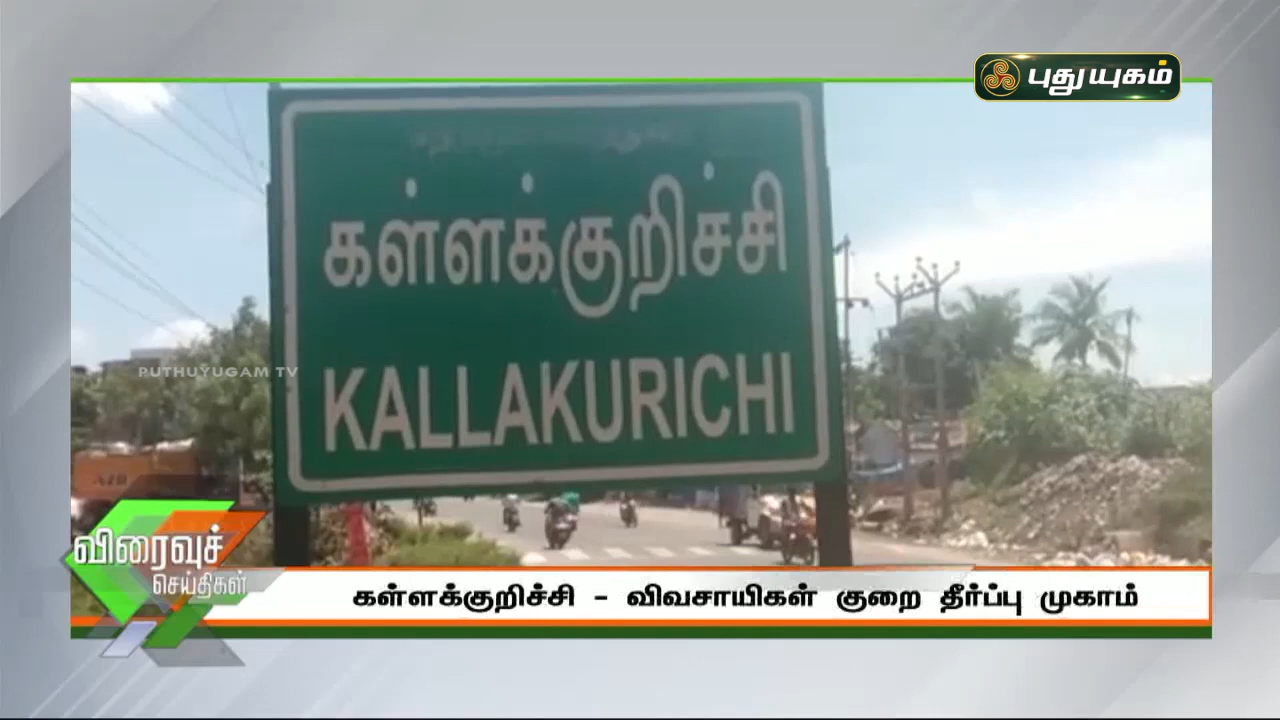 புதுயுகம்
கள்ளக்குறிச்சி
PUTHUYUGAM TV
KALLAKURICHI
விரைவுச்
செய்திகள்
கள்ளக்குறிச்சி - விவசாயிகள் குறை தீர்ப்பு முகாம்